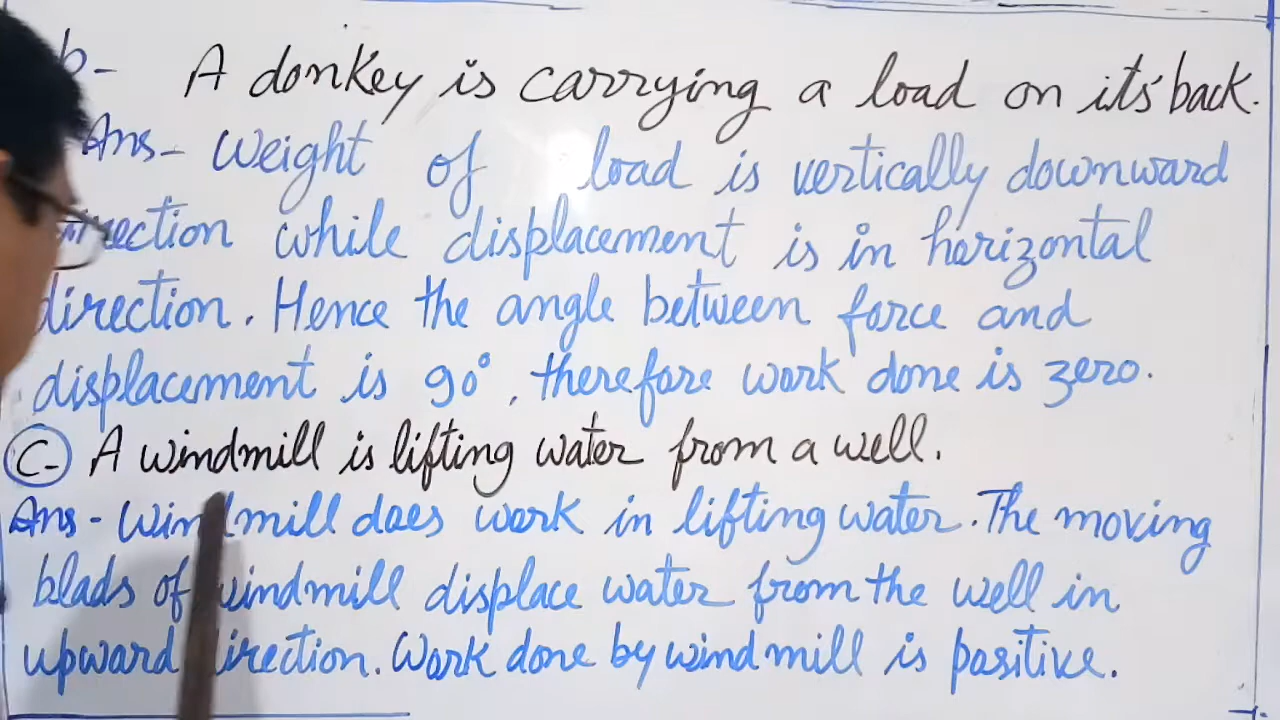 b- A donkey is carrying a load on its' back.
Ans- Weight of load is vertically downward
direction while displacement is in horizontal
direction. Hence the angle between force and
displacement is 90°, therefore work done is zero.
C- A windmill is lifting water from a well.
Ans- Windmill does work in lifting water. The moving
blads of windmill displace water from the well in
upward direction. Work done by windmill is positive.